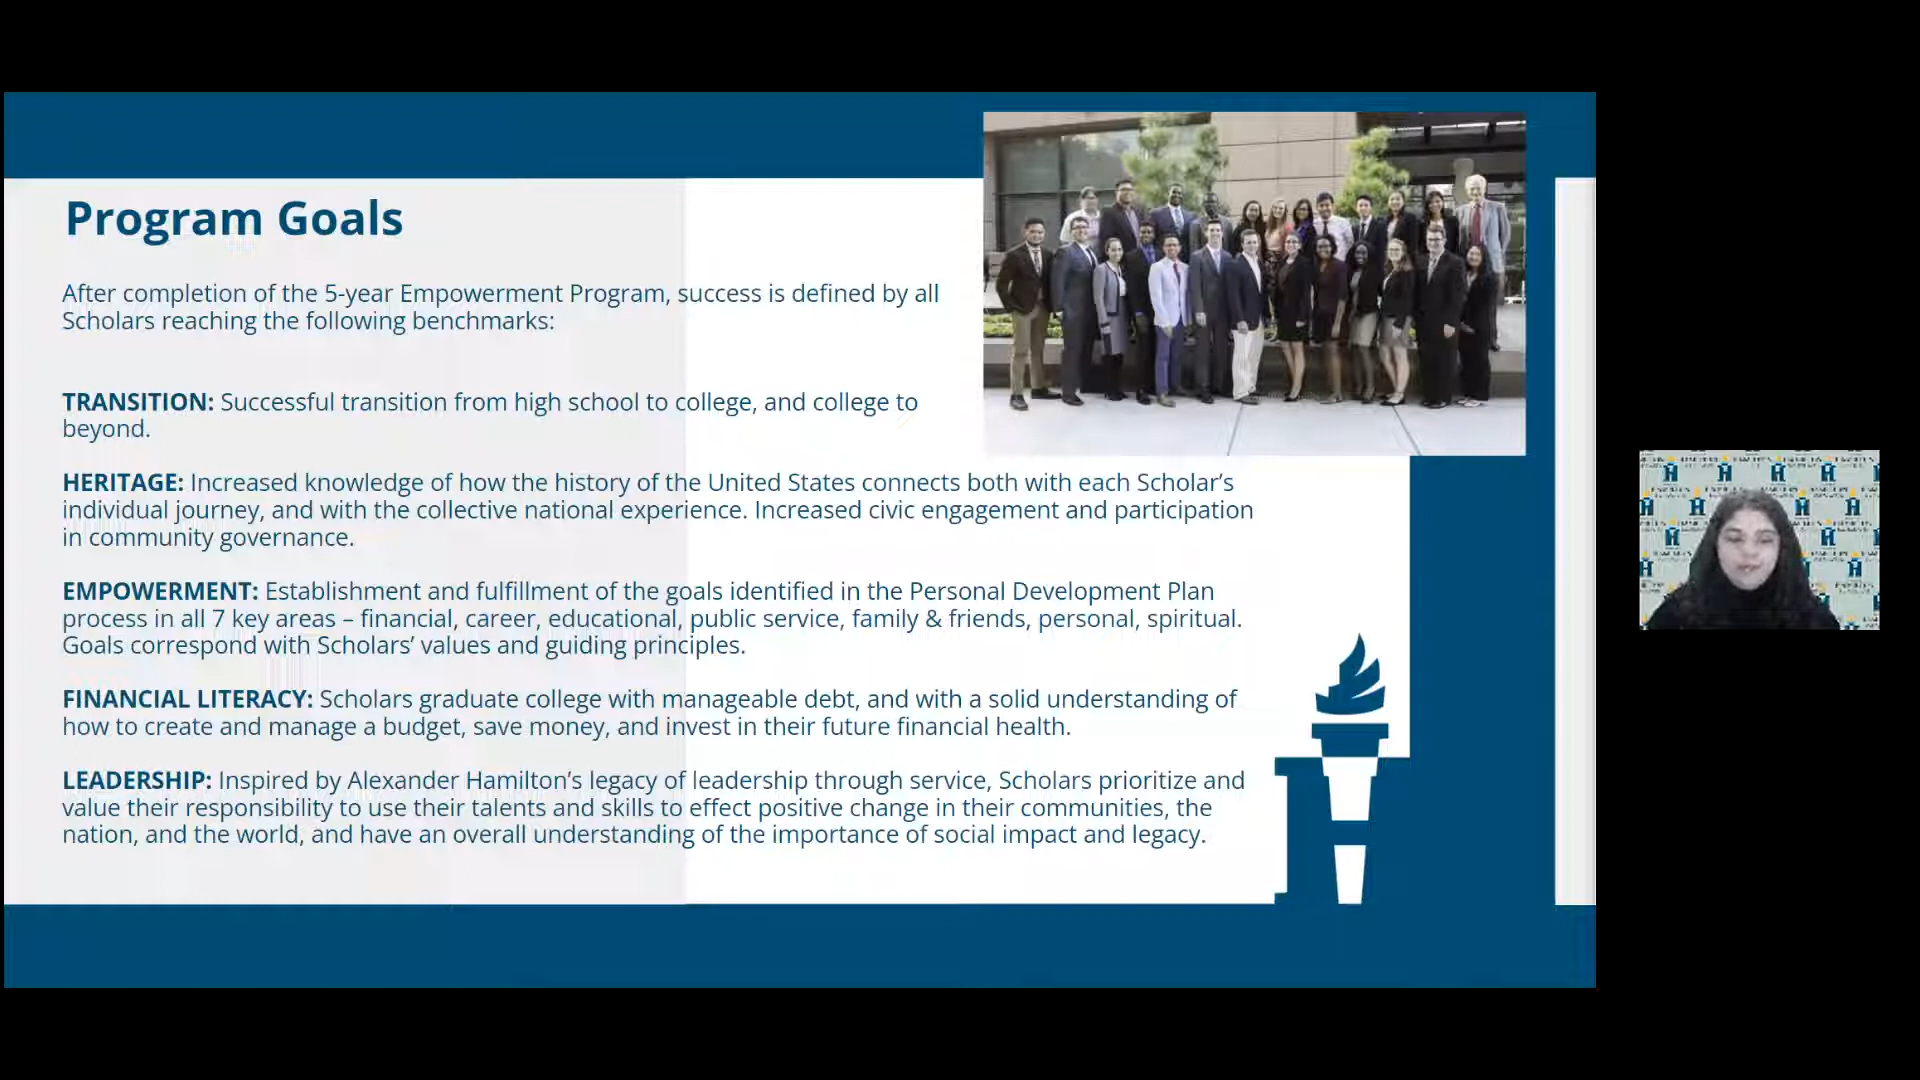 Program Goals
After completion of the 5-year Empowerment Program, success is defined by all
Scholars reaching the following benchmarks:
TRANSITION: Successful transition from high school to college, and college to
beyond.
HERITAGE: Increased knowledge of how the history of the United States connects both with each Scholar’s
individual journey, and with the collective national experience. Increased civic engagement and participation
in community governance.
EMPOWERMENT: Establishment and fulfillment of the goals identified in the Personal Development Plan
process in all 7 key areas – financial, career, educational, public service, family & friends, personal, spiritual.
Goals correspond with Scholars’ values and guiding principles.
FINANCIAL LITERACY: Scholars graduate college with manageable debt, and with a solid understanding of
how to create and manage a budget, save money, and invest in their future financial health.
LEADERSHIP: Inspired by Alexander Hamilton’s legacy of leadership through service, Scholars prioritize and
value their responsibility to use their talents and skills to effect positive change in their communities, the
nation, and the world, and have an overall understanding of the importance of social impact and legacy.